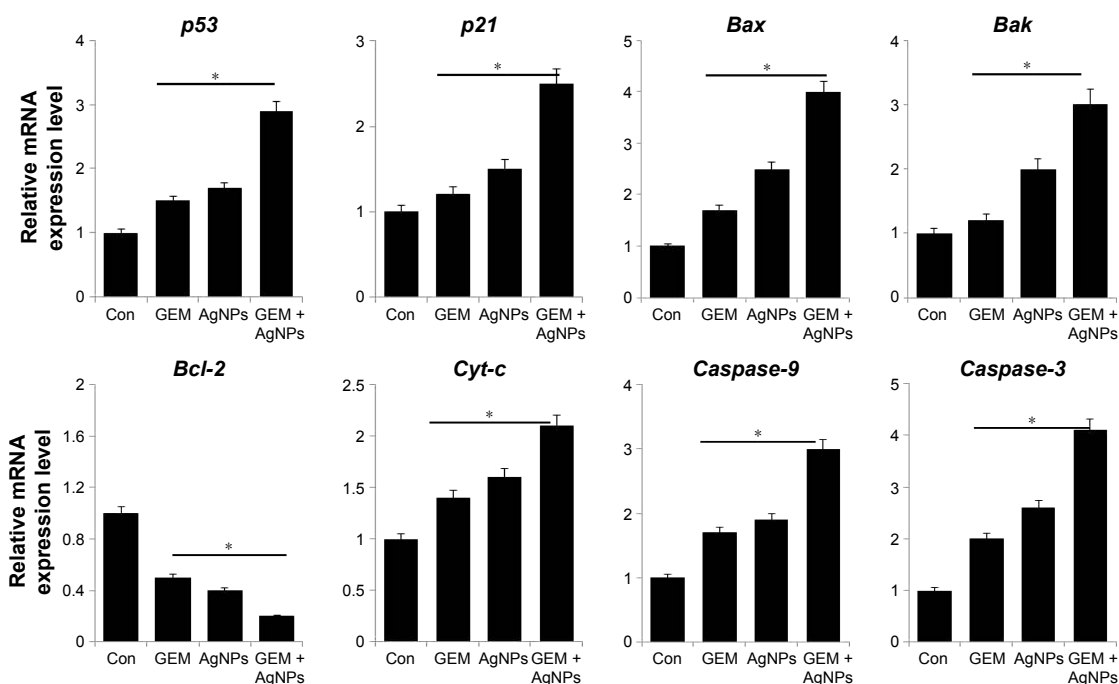 p53
p21
Bax
Bak
Relative mRNA
expression level
4
3
2
1
0
*
Con GEM AgNPs GEM +
AgNPs
3
2
1
0
*
Con GEM AgNPs GEM +
AgNPs
5
4
3
2
1
0
*
Con GEM AgNPs GEM +
AgNPs
4
3
2
1
0
*
Con GEM AgNPs GEM +
AgNPs
Bcl-2
Cyt-c
Caspase-9
Caspase-3
Relative mRNA
expression level
2
1.6
1.2
0.8
0.4
0
*
Con GEM AgNPs GEM +
AgNPs
2.5
2
1.5
1
0.5
0
*
Con GEM AgNPs GEM +
AgNPs
4
3
2
1
0
*
Con GEM AgNPs GEM +
AgNPs
5
4
3
2
1
0
*
Con GEM AgNPs GEM +
AgNPs